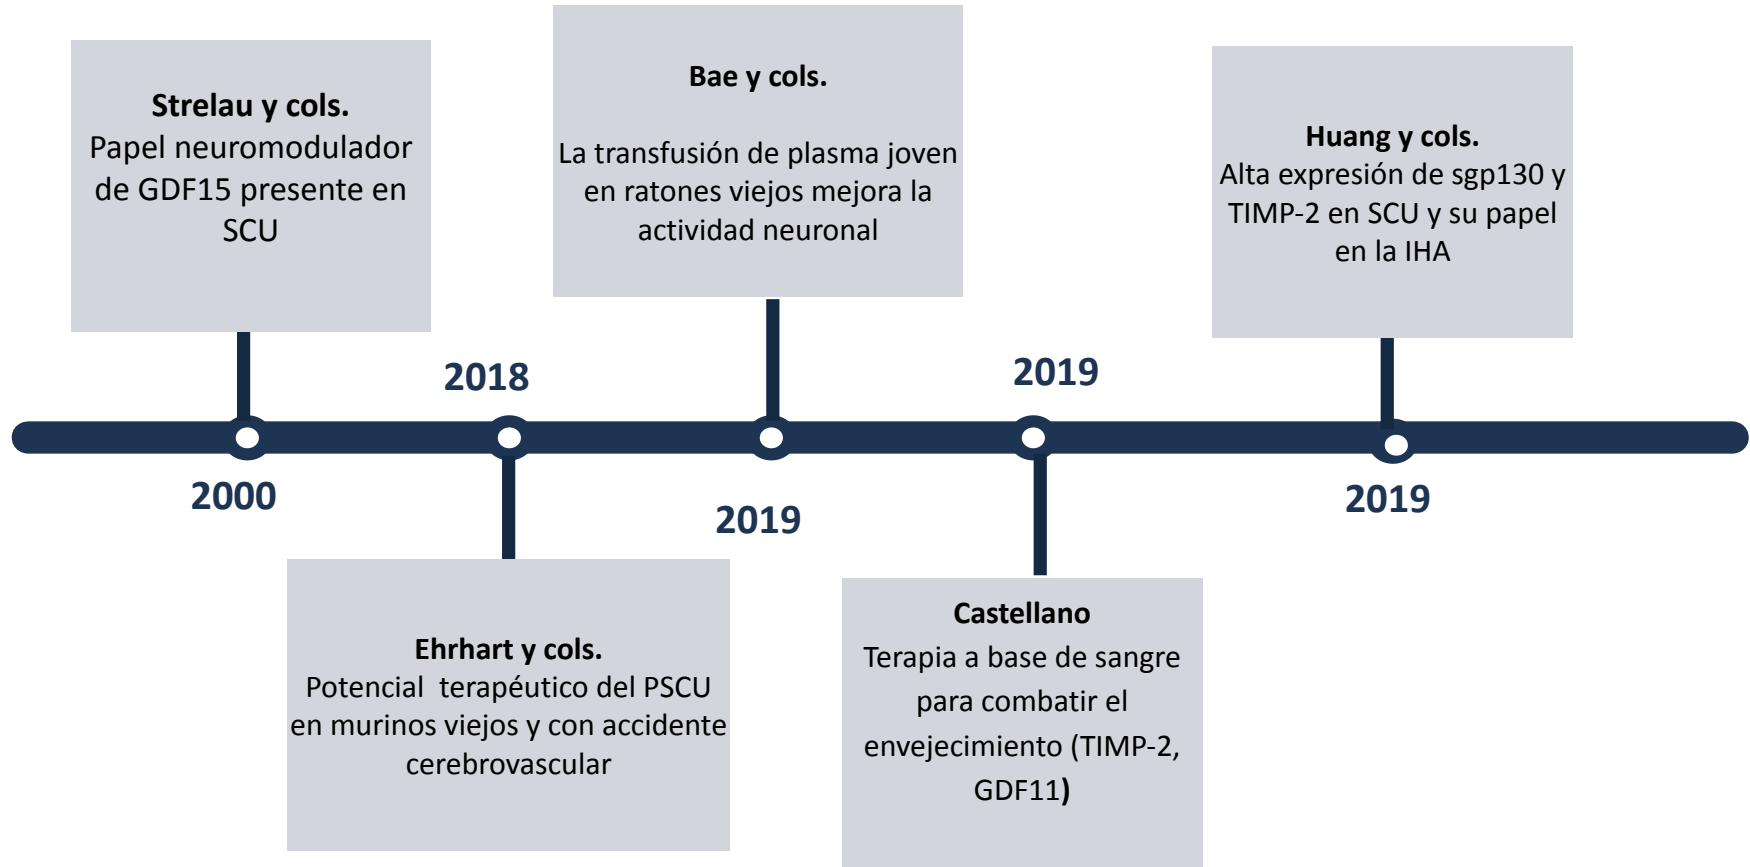 Strelau y cols.
Papel neuromodulador
de GDF15 presente en
SCU
2000
2018
Ehrhart y cols.
Potencial terapéutico del PSCU
en murinos viejos y con accidente
cerebrovascular
Bae y cols.
La transfusión de plasma joven
en ratones viejos mejora la
actividad neuronal
2019
2019
Castellano
Terapia a base de sangre
para combatir el
envejecimiento (TIMP-2,
GDF11)
Huang y cols.
Alta expresión de sgp130 y
TIMP-2 en SCU y su papel
en la IHA
2019